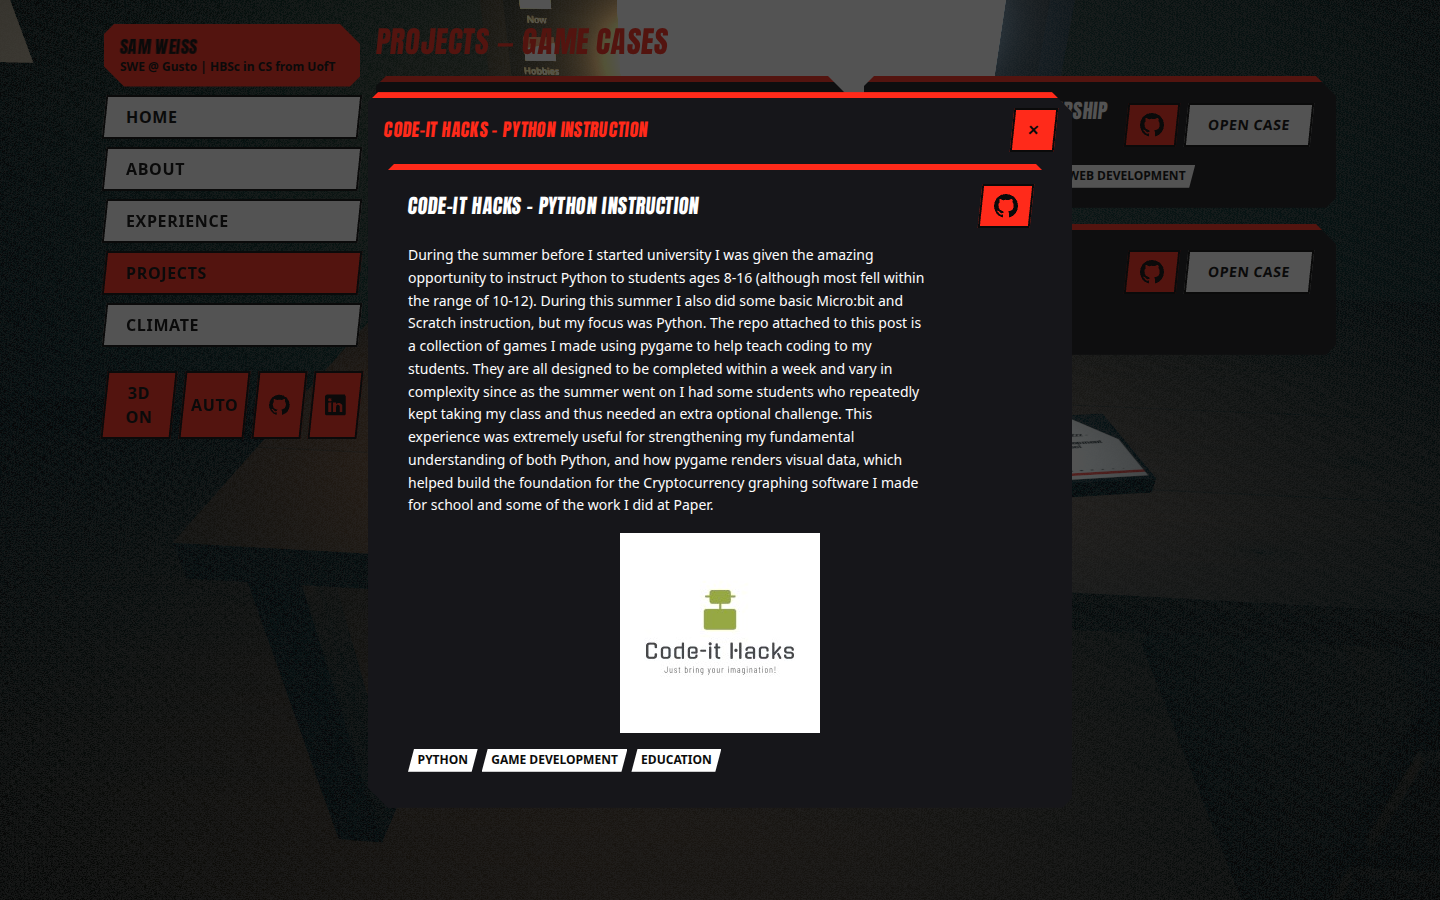 SAM WEISS
SWE @ Gusto | HBSc in CS from UofT
HOME
ABOUT
EXPERIENCE
PROJECTS
CLIMATE
3D
ON
AUTO
Now
PROJECTS – GAME CASES
Hobbies
CODE-IT HACKS - PYTHON INSTRUCTION
×
CODE-IT HACKS - PYTHON INSTRUCTION
During the summer before I started university I was given the amazing
opportunity to instruct Python to students ages 8-16 (although most fell within
the range of 10-12). During this summer I also did some basic Micro:bit and
Scratch instruction, but my focus was Python. The repo attached to this post is
a collection of games I made using pygame to help teach coding to my
students. They are all designed to be completed within a week and vary in
complexity since as the summer went on I had some students who repeatedly
kept taking my class and thus needed an extra optional challenge. This
experience was extremely useful for strengthening my fundamental
understanding of both Python, and how pygame renders visual data, which
helped build the foundation for the Cryptocurrency graphing software I made
for school and some of the work I did at Paper.
Code-it Hacks
Just bring your imagination!
PYTHON
GAME DEVELOPMENT
EDUCATION
OPEN CASE
WEB DEVELOPMENT
OPEN CASE